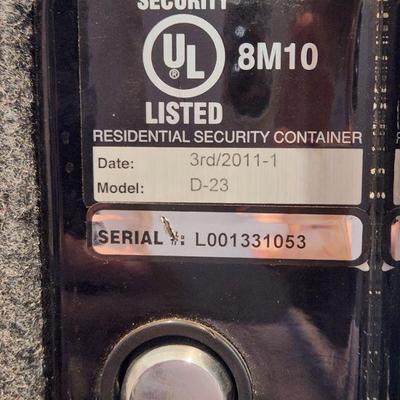 SECURITY
UL
®
8M10
LISTED
RESIDENTIAL SECURITY CONTAINER
Date: 3rd/2011-1
Model: D-23
SERIAL #: L001331053